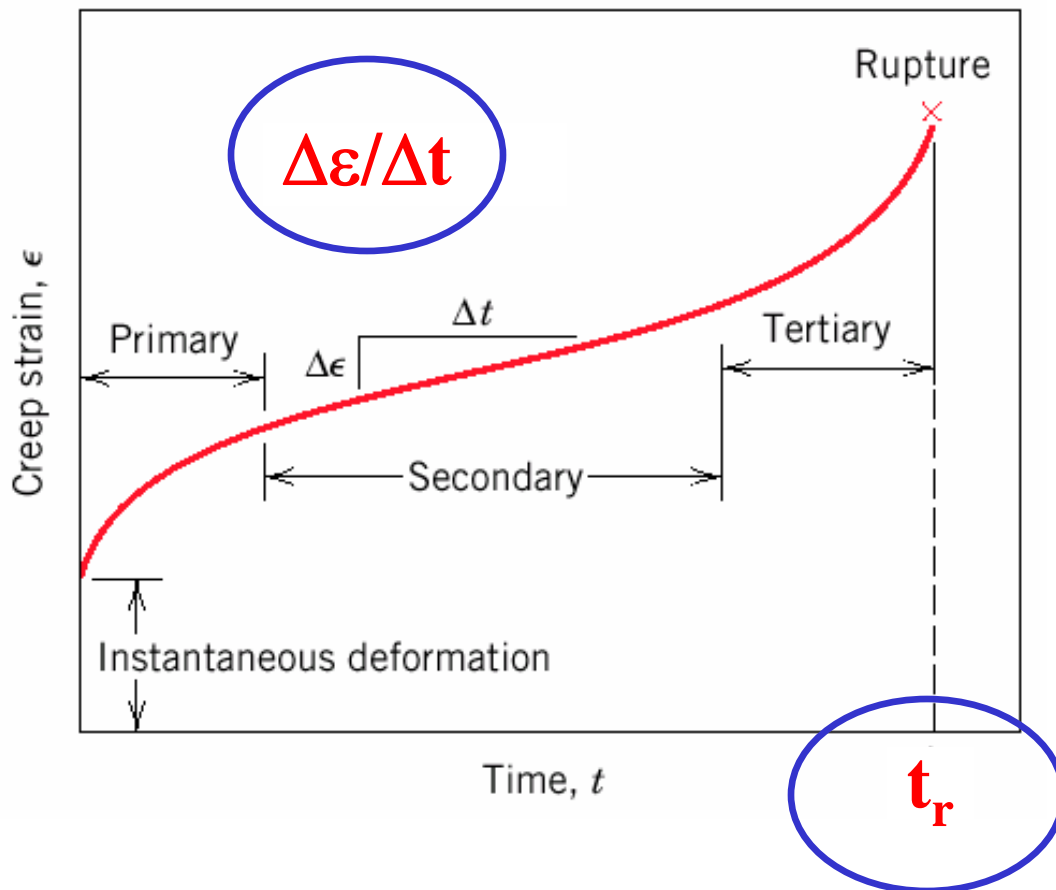 Rupture
Δε/Δt
Creep strain, ϵ
Primary
Δt
Δϵ
Tertiary
Secondary
Instantaneous deformation
Time, t
tᵣ